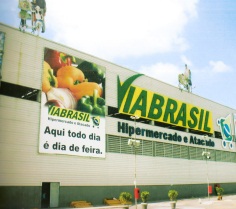 VIABRASIL
Hipermercado e Atacado
Aqui todo dia
é dia de feira.
VIABRASIL
Hipermercado e Atacado